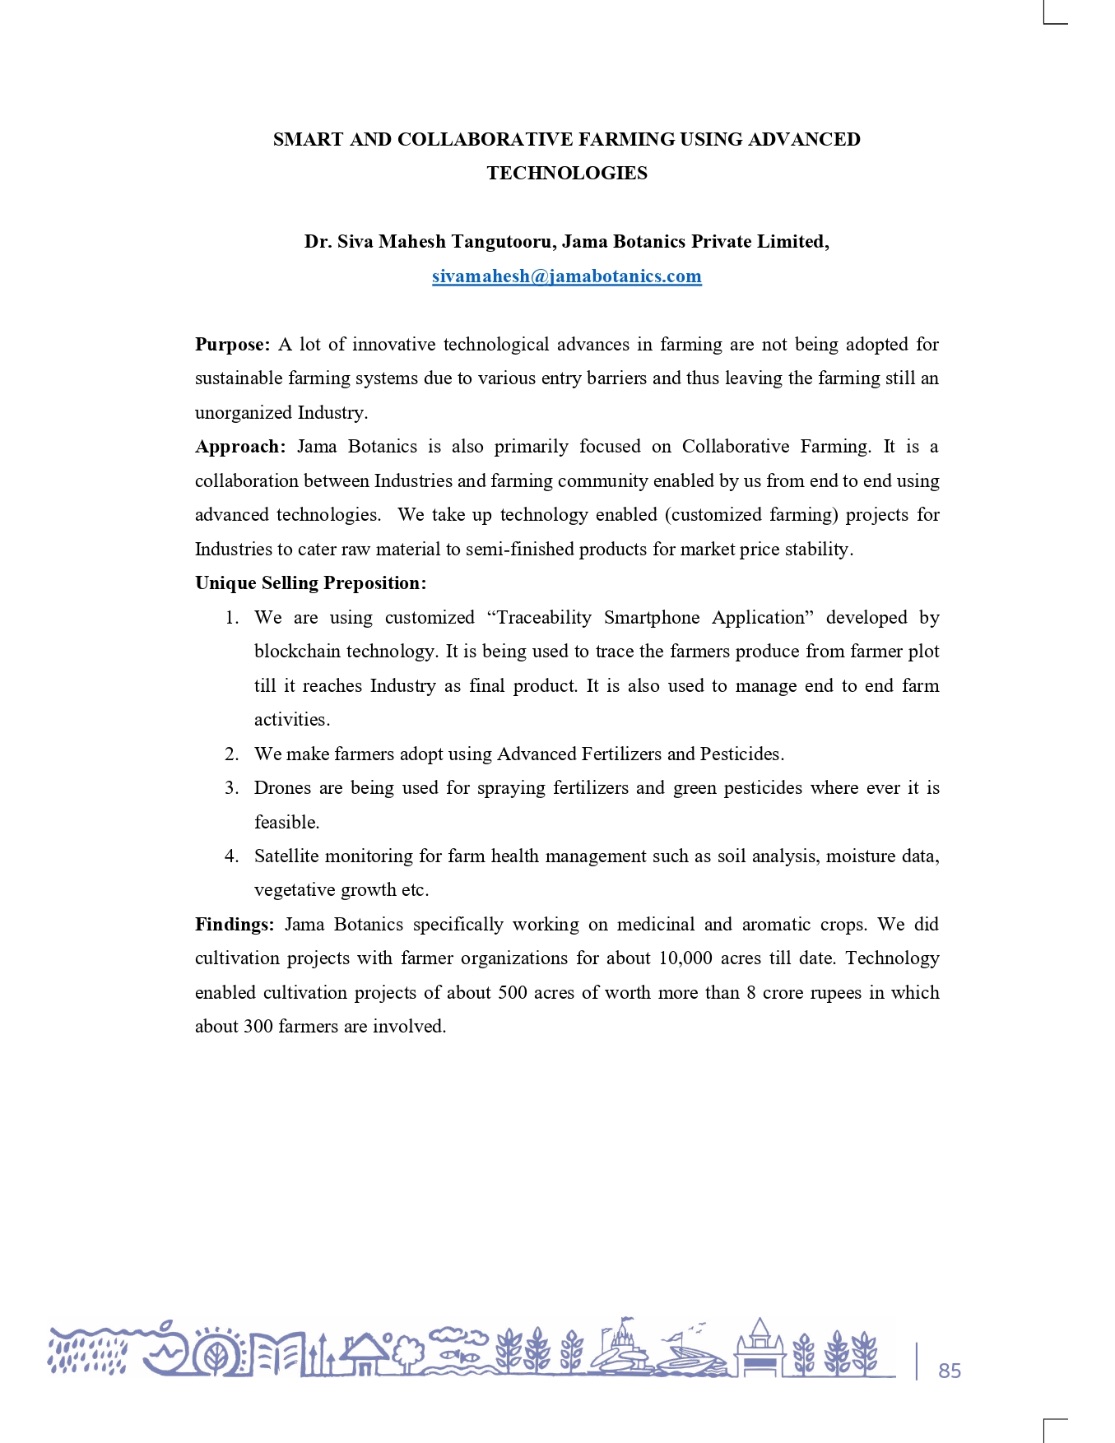 SMART AND COLLABORATIVE FARMING USING ADVANCED
TECHNOLOGIES
Dr. Siva Mahesh Tangutooru, Jama Botanics Private Limited,
sivamahesh@jamabotanics.com
Purpose: A lot of innovative technological advances in farming are not being adopted for
sustainable farming systems due to various entry barriers and thus leaving the farming still an
unorganized Industry.
Approach: Jama Botanics is also primarily focused on Collaborative Farming. It is a
collaboration between Industries and farming community enabled by us from end to end using
advanced technologies. We take up technology enabled (customized farming) projects for
Industries to cater raw material to semi-finished products for market price stability.
Unique Selling Preposition:
1. We are using customized “Traceability Smartphone Application” developed by
blockchain technology. It is being used to trace the farmers produce from farmer plot
till it reaches Industry as final product. It is also used to manage end to end farm
activities.
2. We make farmers adopt using Advanced Fertilizers and Pesticides.
3. Drones are being used for spraying fertilizers and green pesticides where ever it is
feasible.
4. Satellite monitoring for farm health management such as soil analysis, moisture data,
vegetative growth etc.
Findings: Jama Botanics specifically working on medicinal and aromatic crops. We did
cultivation projects with farmer organizations for about 10,000 acres till date. Technology
enabled cultivation projects of about 500 acres of worth more than 8 crore rupees in which
about 300 farmers are involved.
85